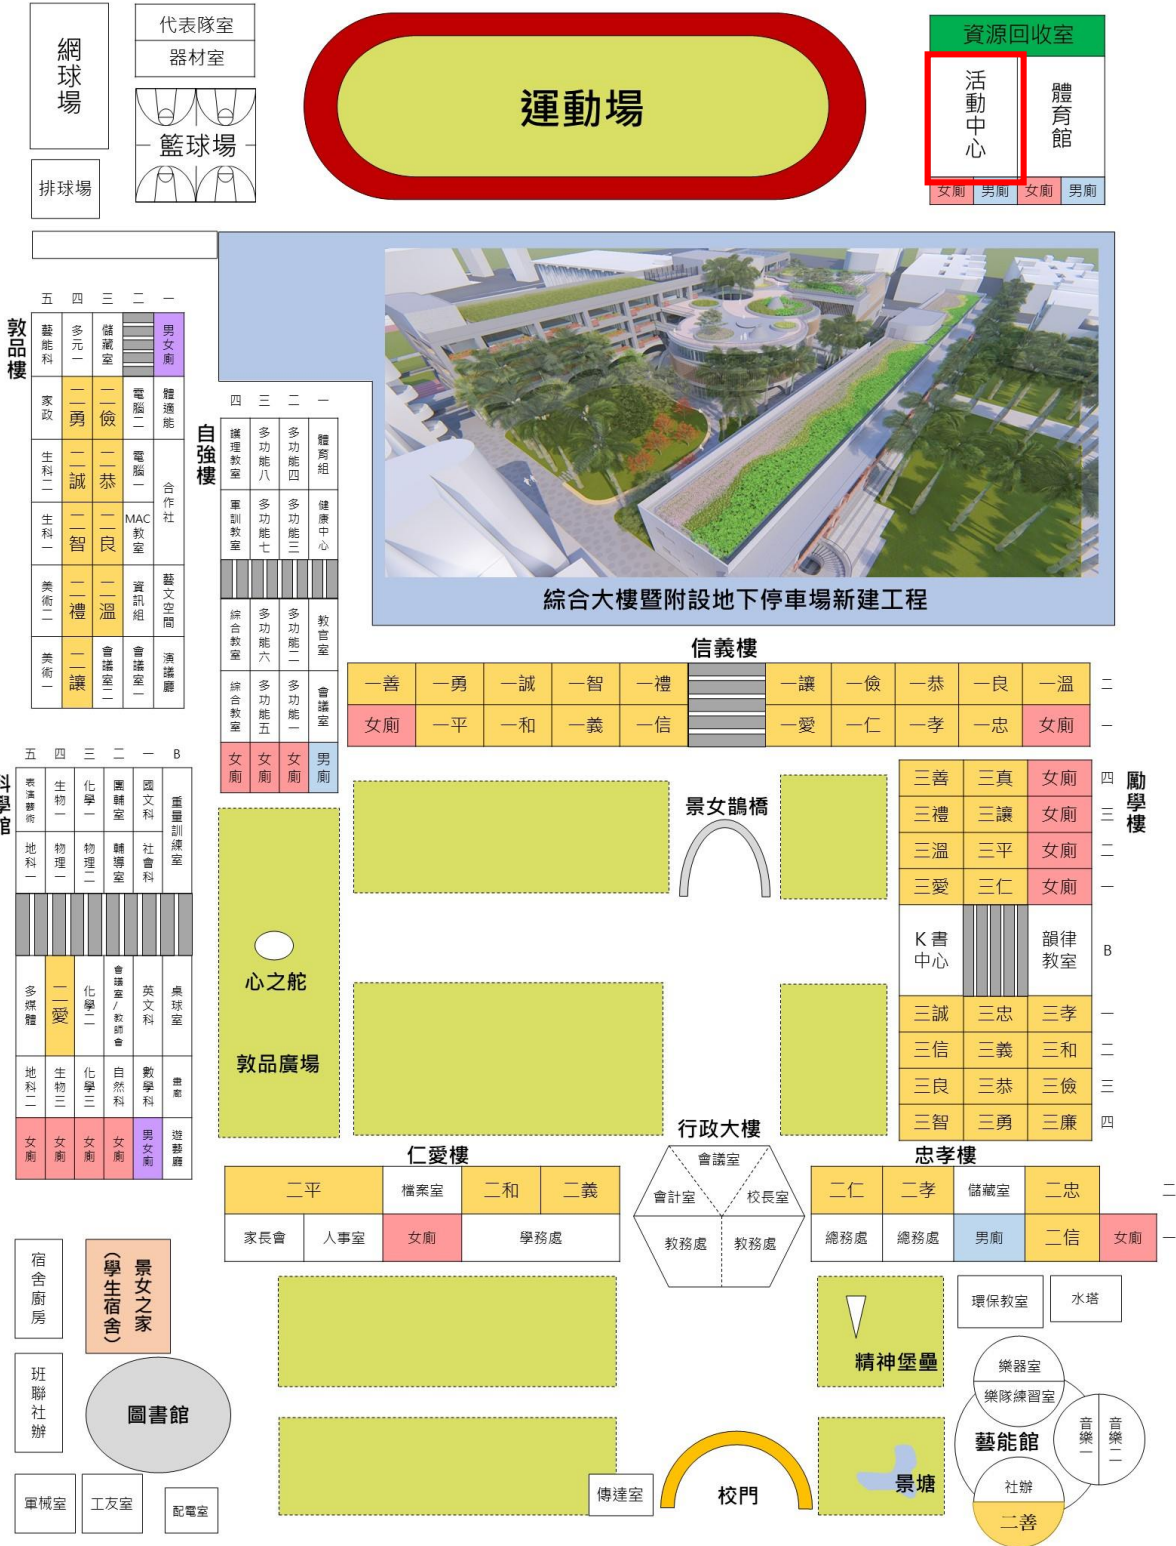 網球場
代表隊室
器材室
籃球場
排球場
運動場
資源回收室
活動中心
體育館
女廁 男廁 女廁 男廁
敦品樓
五 四 三 二 一
藝能科 多元一 儲藏室 男女廁
家政 二勇 二儉 電腦二 體適能
生科二 二誠 二恭 電腦一 合作社
生科一 二智 二良 MAC教室
美術二 二禮 二溫 資訊組 藝文空間
美術一 二讓 會議室二 會議室一 演議廳
自強樓
四 三 二 一
護理教室 多功能八 多功能四 體育組
軍訓教室 多功能七 多功能三 健康中心
綜合教室 多功能六 多功能二 教官室
綜合教室 多功能五 多功能一 會議室
女廁 女廁 女廁 男廁
綜合大樓暨附設地下停車場新建工程
信義樓
一善 一勇 一誠 一智 一禮 一讓 一儉 一恭 一良 一溫 二
女廁 一平 一和 一義 一信 一愛 一仁 一孝 一忠 女廁 一
科學館
五 四 三 二 一 B
表演藝術 生物一 化學一 團輔室 國文科 重量訓練室
地科一 物理一 物理二 輔導室 社會科
多媒體 二愛 化學二 會議室/教師會 英文科 桌球室
地科二 生物三 化學三 自然科 數學科 畫廊
女廁 女廁 女廁 女廁 男女廁 遊藝廳
心之舵
敦品廣場
景女鵲橋
勵學樓
三善 三真 女廁 四
三禮 三讓 女廁 三
三溫 三平 女廁 二
三愛 三仁 女廁 一
K書中心 韻律教室 B
三誠 三忠 三孝 一
三信 三義 三和 二
三良 三恭 三儉 三
三智 三勇 三廉 四
仁愛樓
二平 檔案室 二和 二義
家長會 人事室 女廁 學務處
行政大樓
會議室
會計室 校長室
教務處 教務處
忠孝樓
二仁 二孝 儲藏室 二忠 二
總務處 總務處 男廁 二信 女廁 一
宿舍廚房
景女之家
（學生宿舍）
班聯社辦
圖書館
軍械室
工友室
配電室
傳達室
校門
精神堡壘
景塘
環保教室
水塔
樂器室
樂隊練習室
藝能館
音樂一
音樂二
社辦
二善